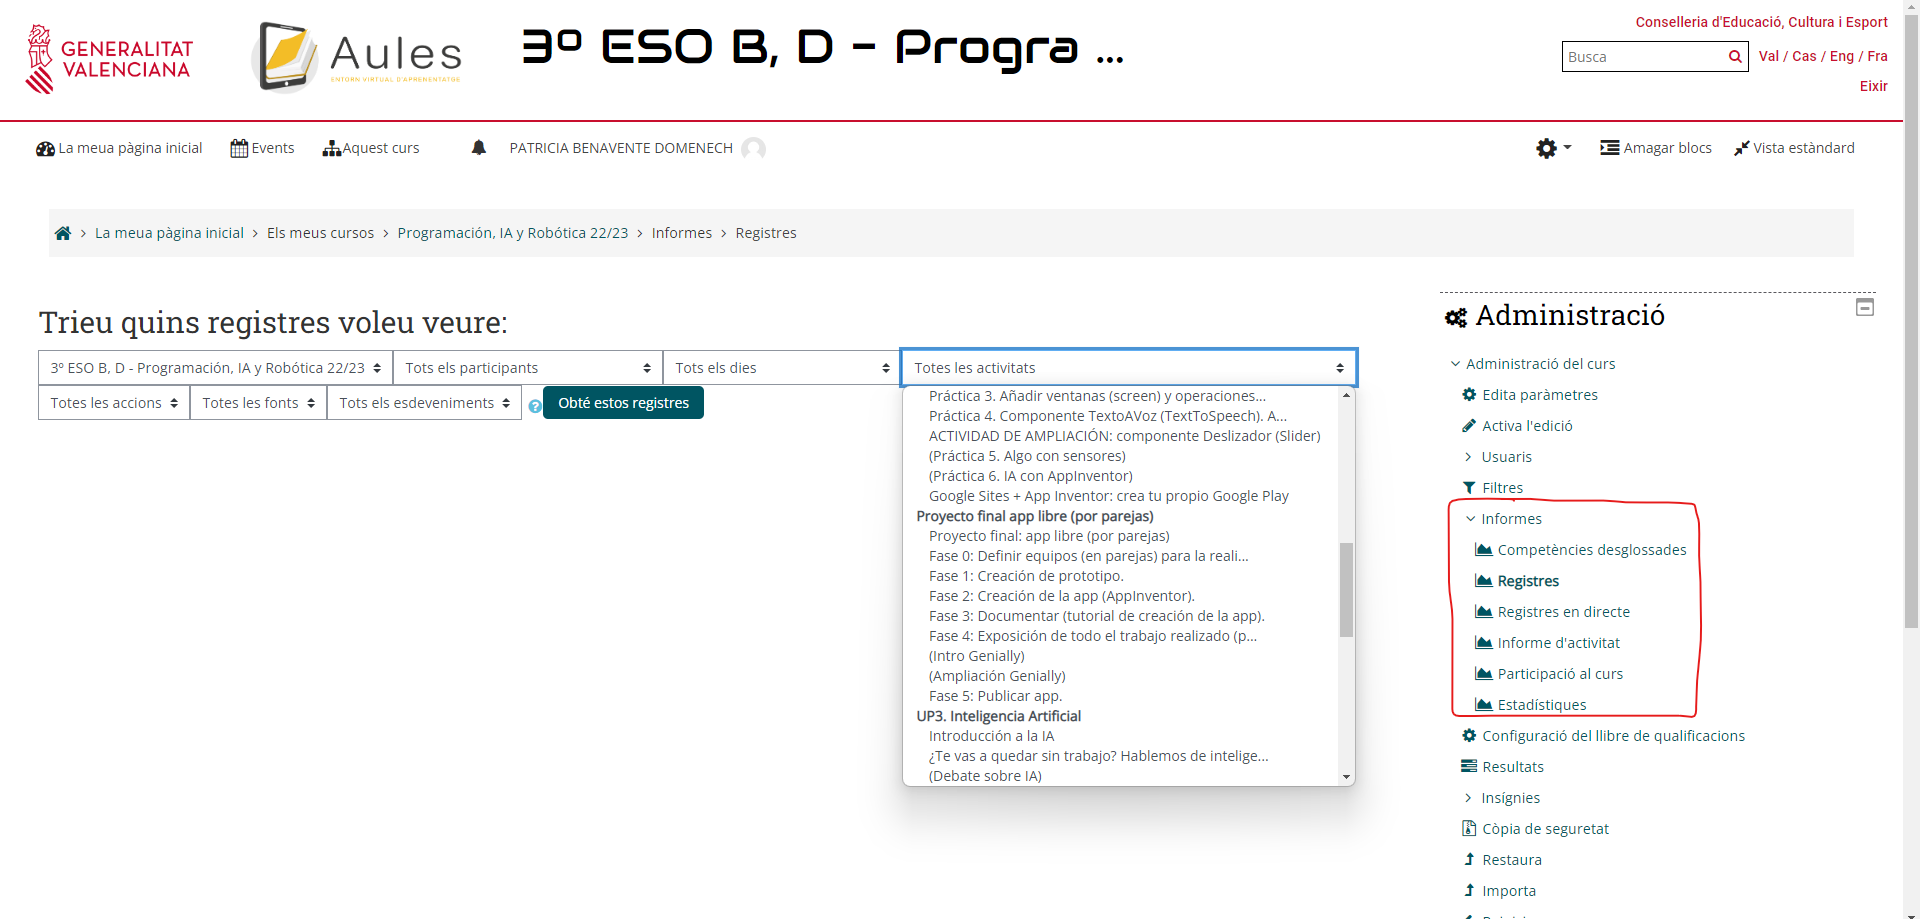 GENERALITAT
VALENCIANA
Aules
ENTORN VIRTUAL D'APRENENTATGE
3º ESO B, D – Progra ...
Conselleria d'Educació, Cultura i Esport
Busca
Val / Cas / Eng / Fra
Eixir
La meua pàgina inicial
Events
Aquest curs
PATRICIA BENAVENTE DOMENECH
Amagar blocs
Vista estàndard
La meua pàgina inicial > Els meus cursos > Programación, IA y Robótica 22/23 > Informes > Registres
Trieu quins registres voleu veure:
3º ESO B, D - Programación, IA y Robótica 22/23
Tots els participants
Tots els dies
Totes les activitats
Totes les accions
Totes les fonts
Tots els esdeveniments
?
Obté estos registres
Práctica 3. Añadir ventanas (screen) y operaciones...
Práctica 4. Componente TextoAVoz (TextToSpeech). A...
ACTIVIDAD DE AMPLIACIÓN: componente Deslizador (Slider)
(Práctica 5. Algo con sensores)
(Práctica 6. IA con AppInventor)
Google Sites + App Inventor: crea tu propio Google Play
Proyecto final app libre (por parejas)
Proyecto final: app libre (por parejas)
Fase 0: Definir equipos (en parejas) para la reali...
Fase 1: Creación de prototipo.
Fase 2: Creación de la app (AppInventor).
Fase 3: Documentar (tutorial de creación de la app).
Fase 4: Exposición de todo el trabajo realizado (p...
(Intro Genially)
(Ampliación Genially)
Fase 5: Publicar app.
UP3. Inteligencia Artificial
Introducción a la IA
¿Te vas a quedar sin trabajo? Hablemos de intelige...
(Debate sobre IA)
Administració
Administració del curs
Edita paràmetres
Activa l'edició
Usuaris
Filtres
Informes
Competències desglossades
Registres
Registres en directe
Informe d'activitat
Participació al curs
Estadístiques
Configuració del llibre de qualificacions
Resultats
Insígnies
Còpia de seguretat
Restaura
Importa